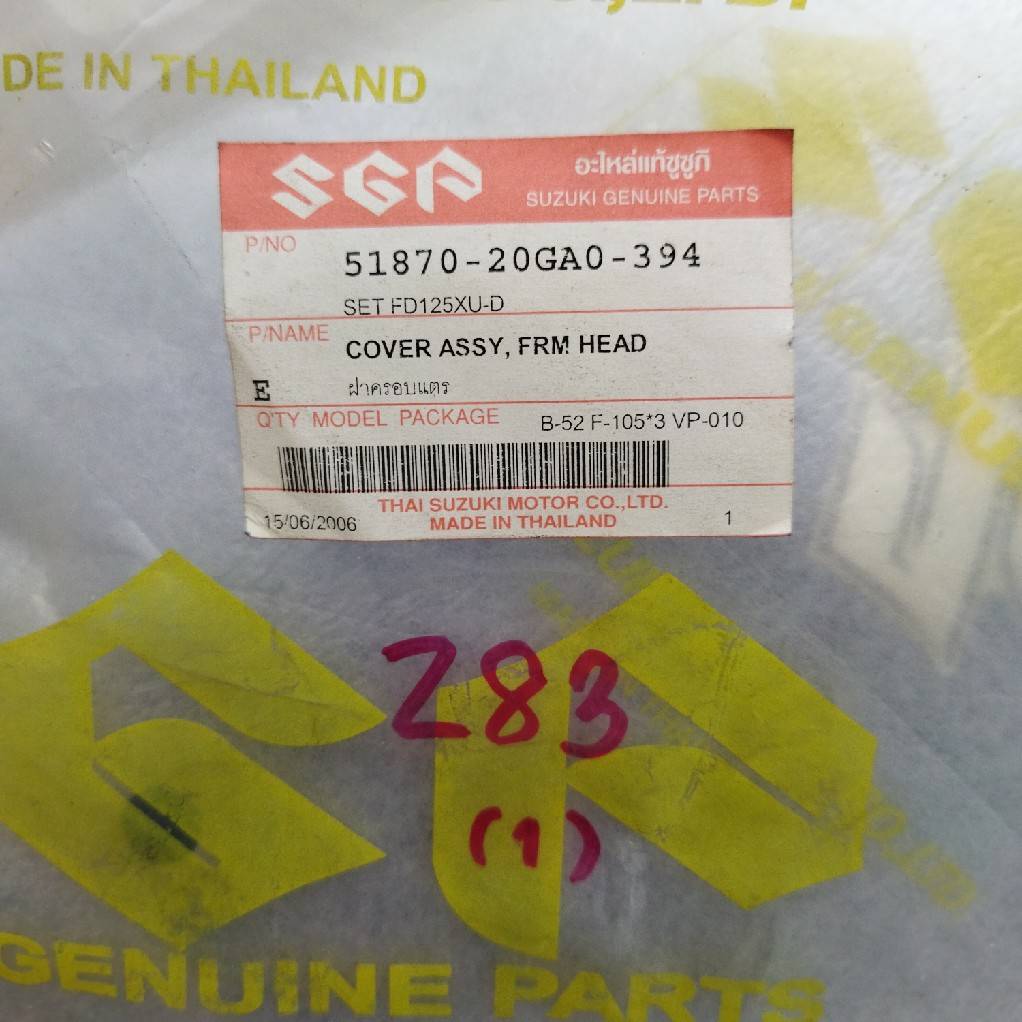 DE IN THAILAND
SGP
อะไหล่แท้ซูซูกิ
SUZUKI GENUINE PARTS
P/NO
51870-20GA0-394
SET FD125XU-D
P/NAME
COVER ASSY, FRM HEAD
E
ฝาครอบแตร
Q'TY MODEL PACKAGE
B-52 F-105*3 VP-010
THAI SUZUKI MOTOR CO.,LTD.
15/06/2006
MADE IN THAILAND
1
Z83
(1)
GENUINE PARTS